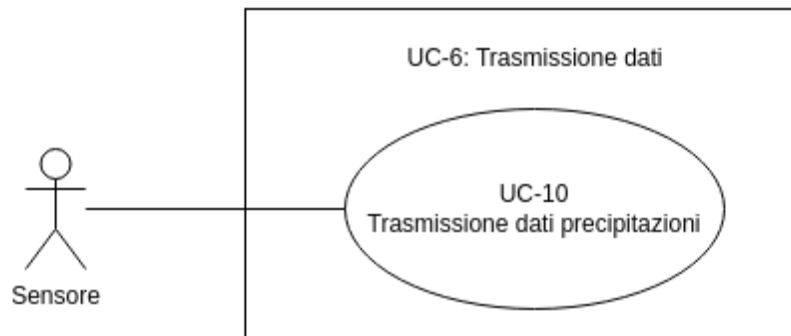 UC-6: Trasmissione dati
UC-10
Trasmissione dati precipitazioni
Sensore